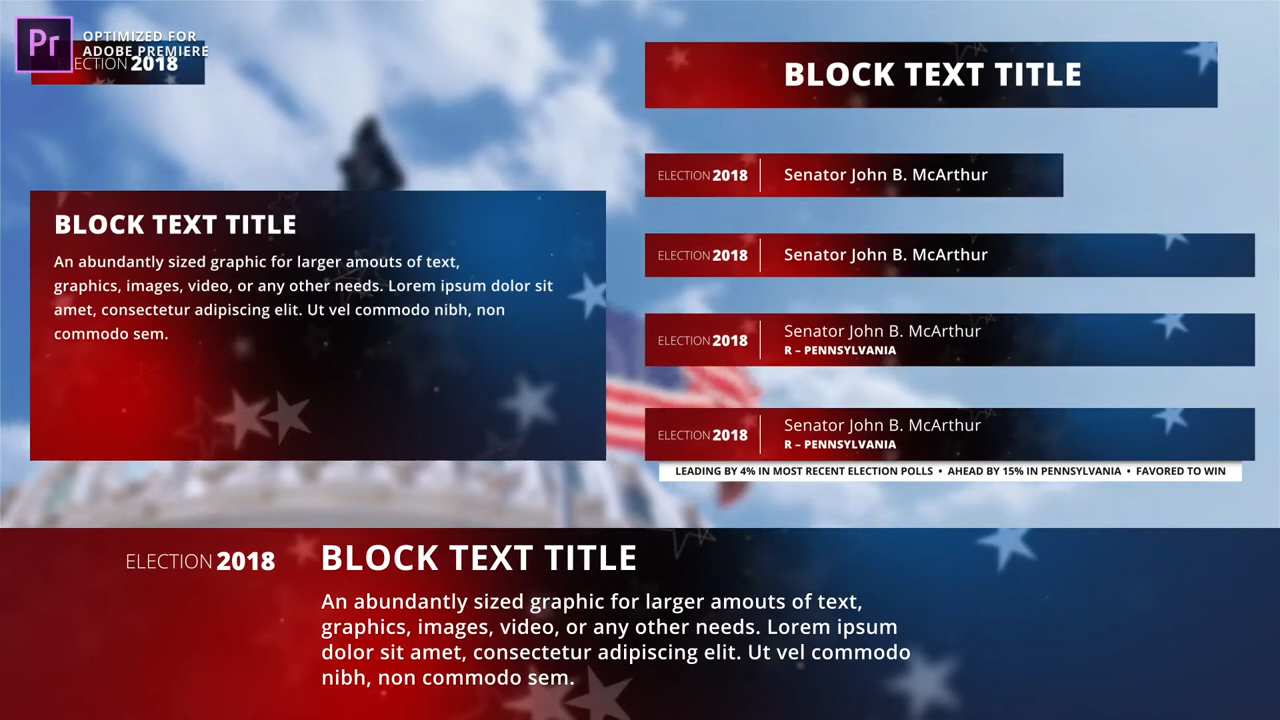 Pr
OPTIMIZED FOR
ADOBE PREMIERE
ELECTION 2018
BLOCK TEXT TITLE
An abundantly sized graphic for larger amouts of text,
graphics, images, video, or any other needs. Lorem ipsum dolor sit
amet, consectetur adipiscing elit. Ut vel commodo nibh, non
commodo sem.
BLOCK TEXT TITLE
ELECTION 2018 Senator John B. McArthur
ELECTION 2018 Senator John B. McArthur
ELECTION 2018 Senator John B. McArthur
R – PENNSYLVANIA
ELECTION 2018 Senator John B. McArthur
R – PENNSYLVANIA
LEADING BY 4% IN MOST RECENT ELECTION POLLS • AHEAD BY 15% IN PENNSYLVANIA • FAVORED TO WIN
ELECTION 2018 BLOCK TEXT TITLE
An abundantly sized graphic for larger amouts of text,
graphics, images, video, or any other needs. Lorem ipsum
dolor sit amet, consectetur adipiscing elit. Ut vel commodo
nibh, non commodo sem.